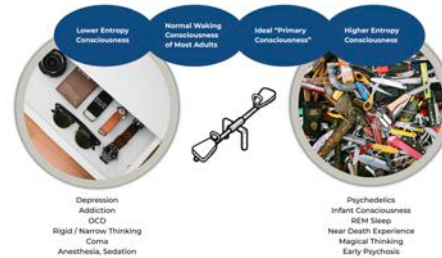 Lower Entropy
Consciousness
Normal Waking
Consciousness
of Most Adults
Ideal "Primary
Consciousness"
Higher Entropy
Consciousness
Depression
Addiction
OCD
Rigid / Narrow Thinking
Coma
Anesthesia, Sedation
Psychedelics
Infant Consciousness
REM Sleep
Near Death Experience
Magical Thinking
Early Psychosis